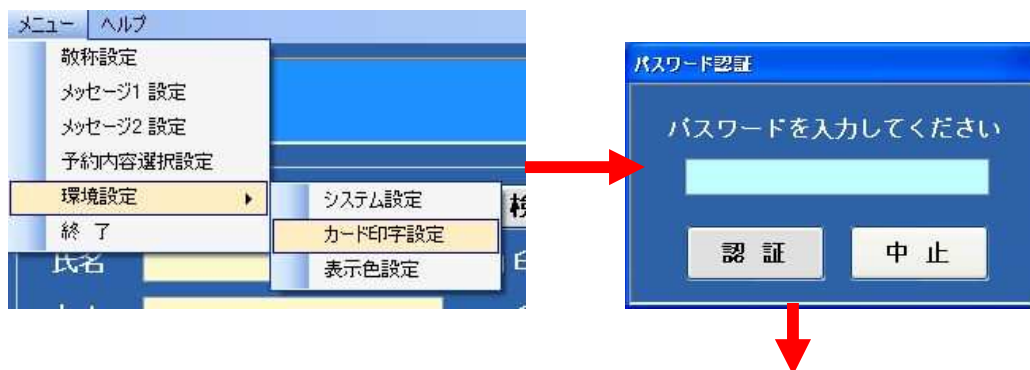 メニュー ヘルプ
敬称設定
メッセージ1 設定
メッセージ2 設定
予約内容選択設定
環境設定
終 了
システム設定
カード印字設定
表示色設定
検
氏名
パスワード認証
パスワードを入力してください
認 証 中 止